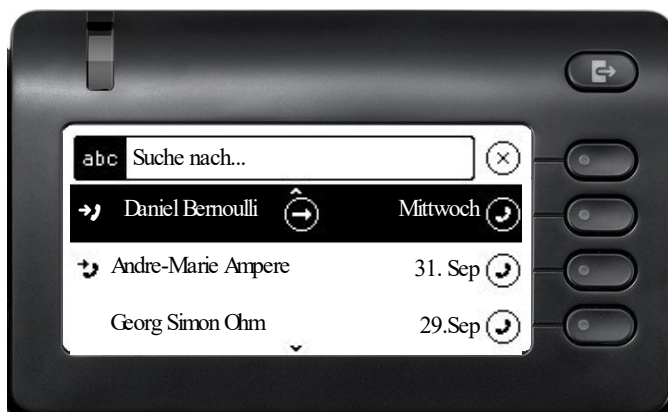 abc Suche nach...
Daniel Bernoulli Mittwoch
Andre-Marie Ampere 31. Sep
Georg Simon Ohm 29.Sep